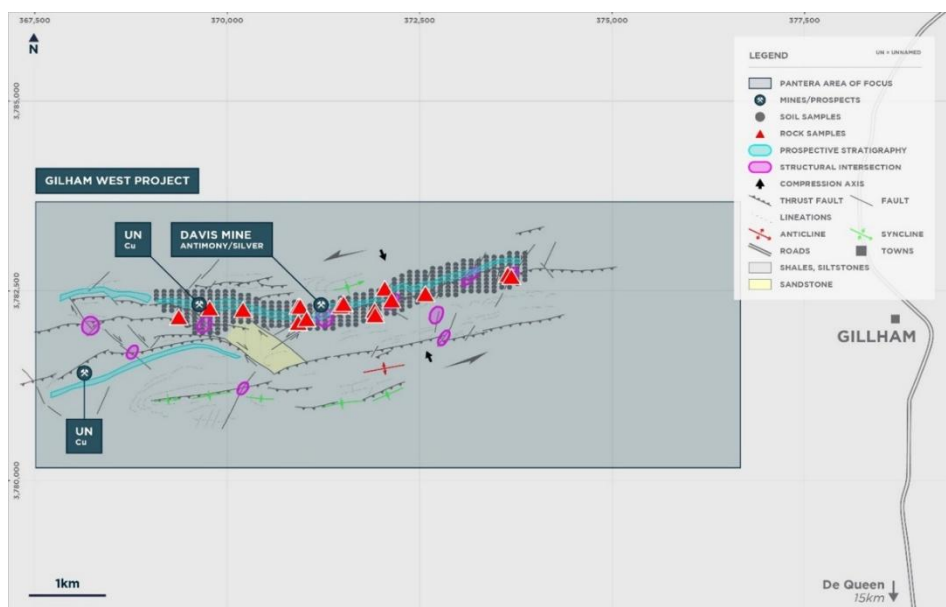 367,500
370,000
372,500
375,000
377,500
N
3,785,000
3,782,500
3,780,000
LEGEND
UN = UNNAMED
PANTERA AREA OF FOCUS
MINES/PROSPECTS
SOIL SAMPLES
ROCK SAMPLES
PROSPECTIVE STRATIGRAPHY
STRUCTURAL INTERSECTION
COMPRESSION AXIS
THRUST FAULT
FAULT
LINEATIONS
ANTICLINE
SYNCLINE
ROADS
TOWNS
SHALES, SILTSTONES
SANDSTONE
GILHAM WEST PROJECT
UN
Cu
DAVIS MINE
ANTIMONY/SILVER
GILLHAM
UN
Cu
1km
De Queen
15km